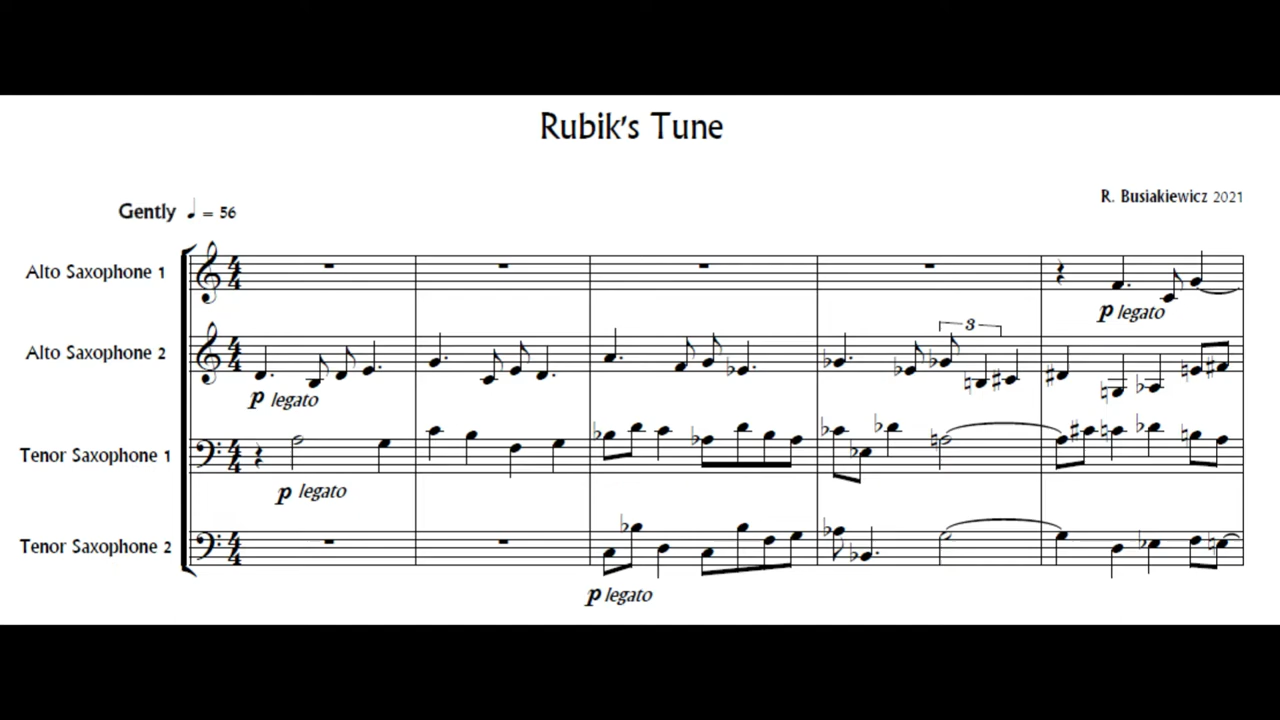 Rubik's Tune
R. Busiakiewicz 2021
Gently ♩ = 56
Alto Saxophone 1
p legato
Alto Saxophone 2
3
p legato
Tenor Saxophone 1
p legato
Tenor Saxophone 2
p legato